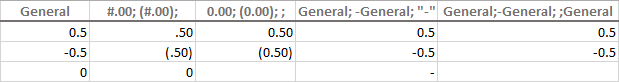 General #.00; (#.00); 0.00; (0.00); ; General; -General; "-" General;-General; ;General
0.5 .50 0.50 0.5 0.5
-0.5 (.50) (0.50) -0.5 -0.5
0 0 -